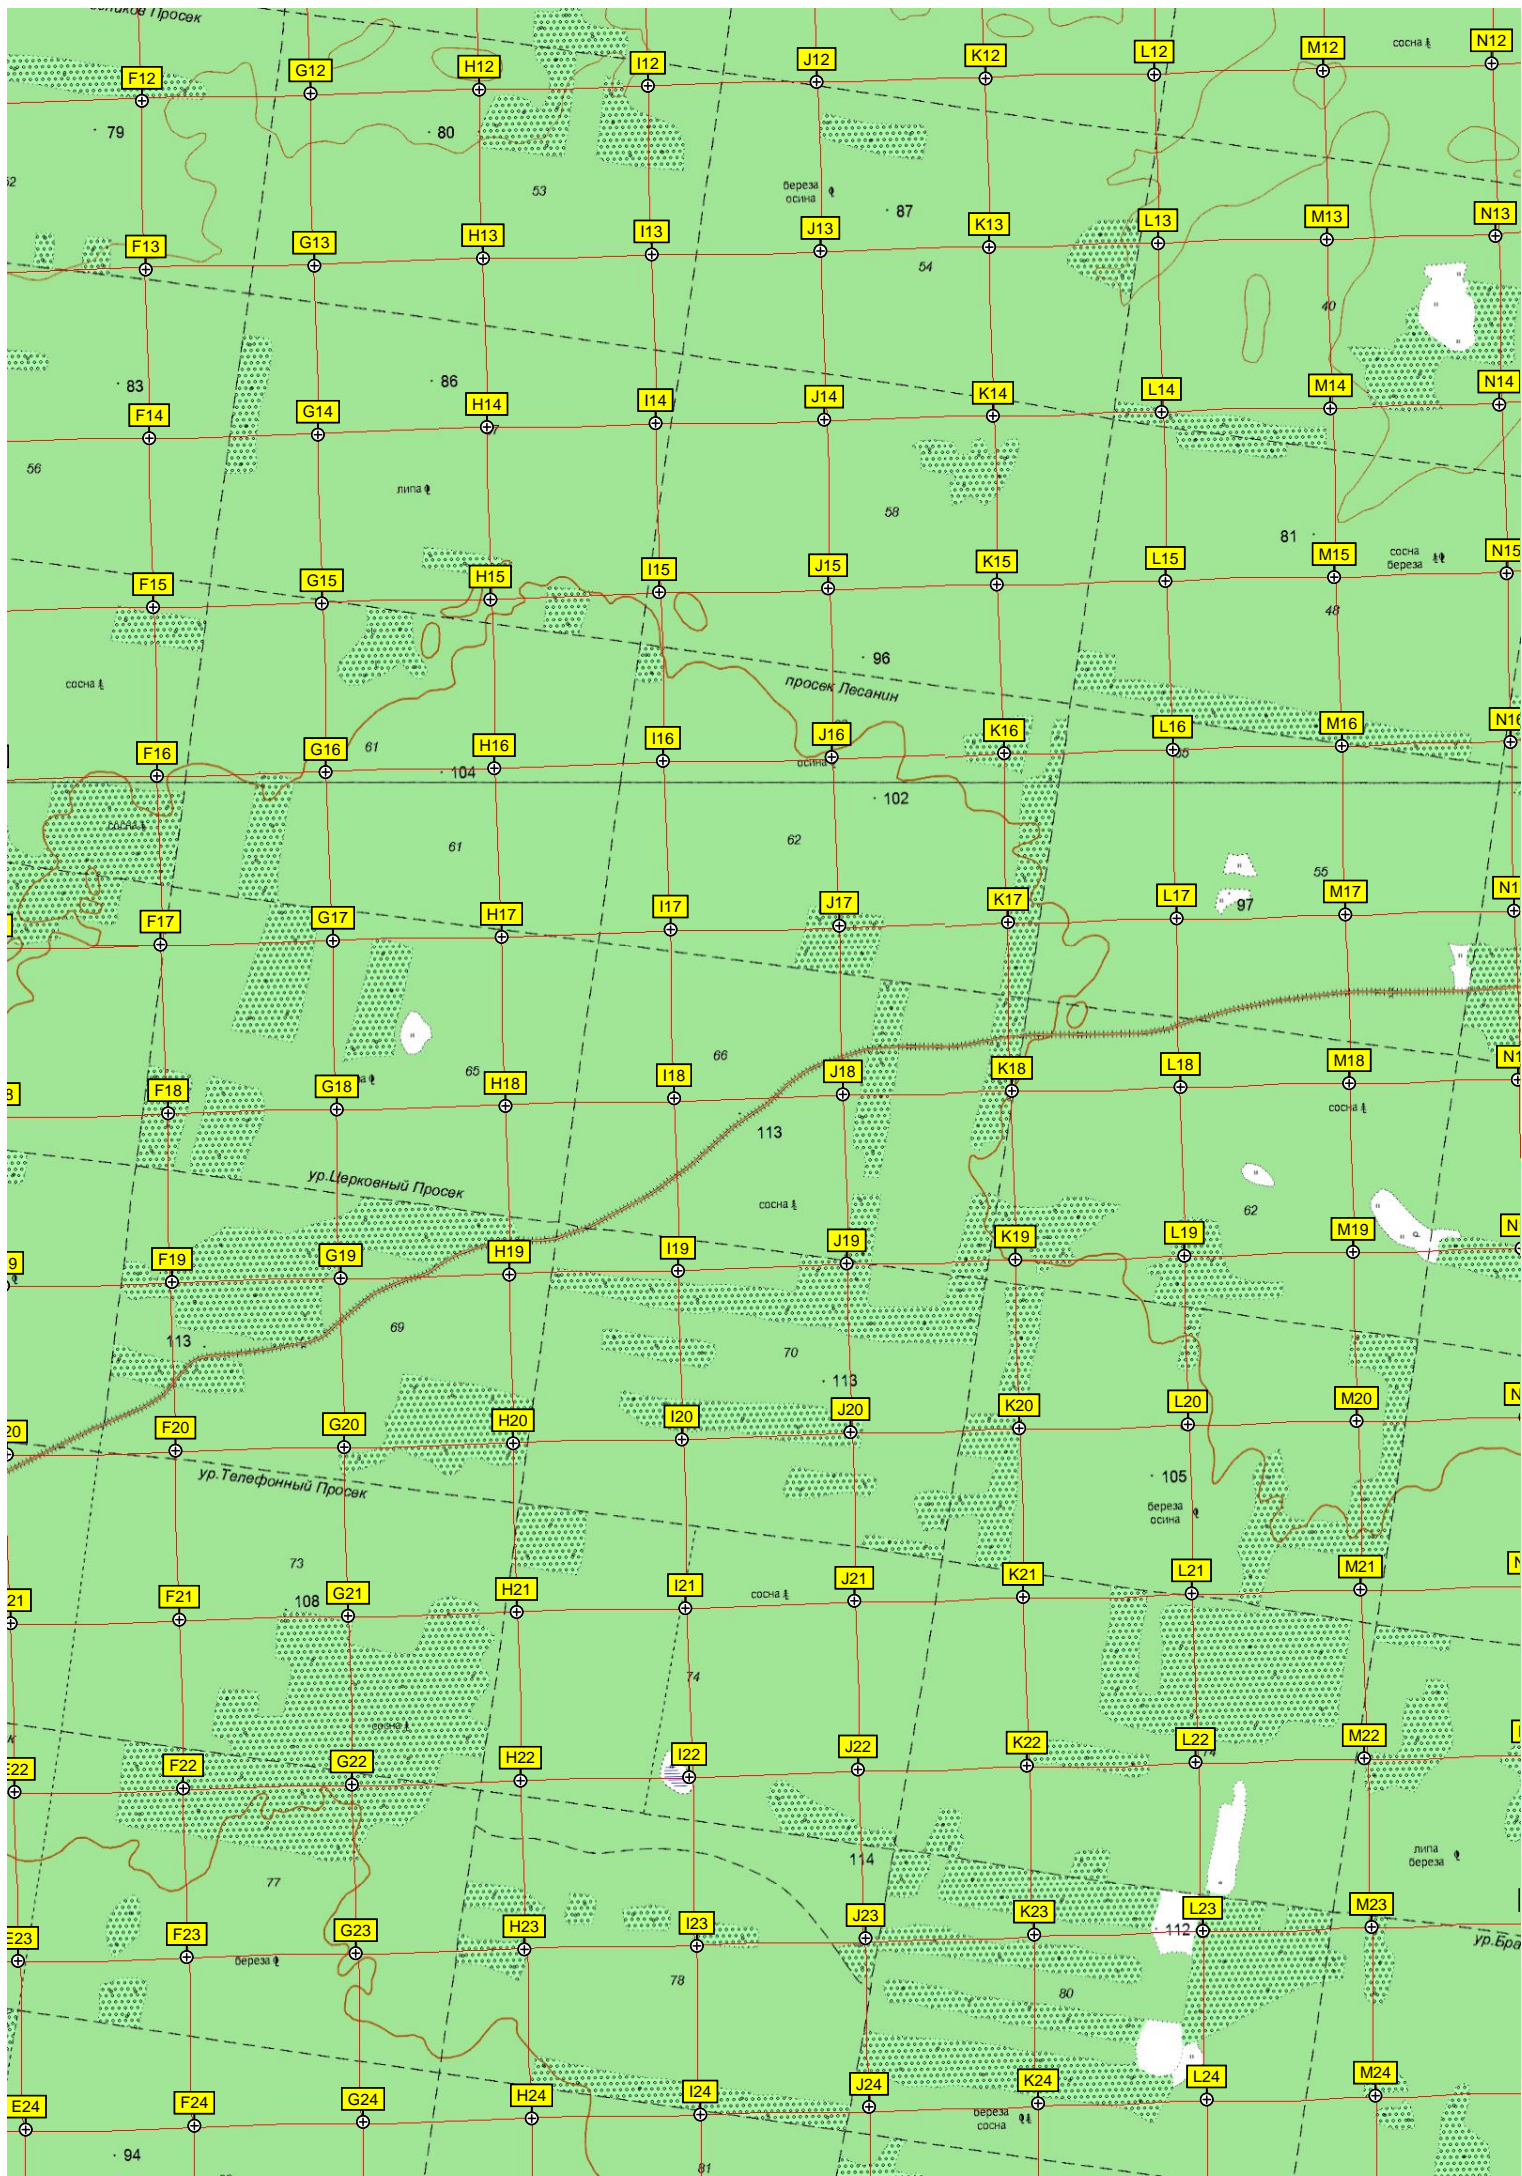 Просек
F12
G12
H12
I12
J12
K12
L12
M12
сосна
N12
79
80
53
береза
осина
87
F13
G13
H13
I13
J13
K13
L13
M13
N13
54
40
83
86
F14
G14
H14
I14
J14
K14
L14
M14
N14
56
липа
58
81
сосна
береза
F15
G15
H15
I15
J15
K15
L15
M15
N15
48
96
просек Лесанин
сосна
F16
G16
H16
I16
J16
K16
L16
M16
61
104
осина
102
сосна
61
62
55
97
F17
G17
H17
I17
J17
K17
L17
M17
66
65
F18
G18
H18
I18
J18
K18
L18
M18
113
сосна
ур.Церковный Просек
сосна
62
F19
G19
H19
I19
J19
K19
L19
M19
69
113
70
113
20
F20
G20
H20
I20
J20
K20
L20
M20
ур.Телефонный Просек
105
береза
осина
73
108
21
F21
G21
H21
I21
сосна
J21
K21
L21
M21
74
сосна
F22
G22
H22
I22
J22
K22
L22
M22
74
114
липа
береза
77
E23
F23
G23
H23
I23
J23
K23
L23
M23
112
ур.Бра
береза
78
80
E24
F24
G24
H24
I24
J24
K24
L24
M24
береза
сосна
94
81